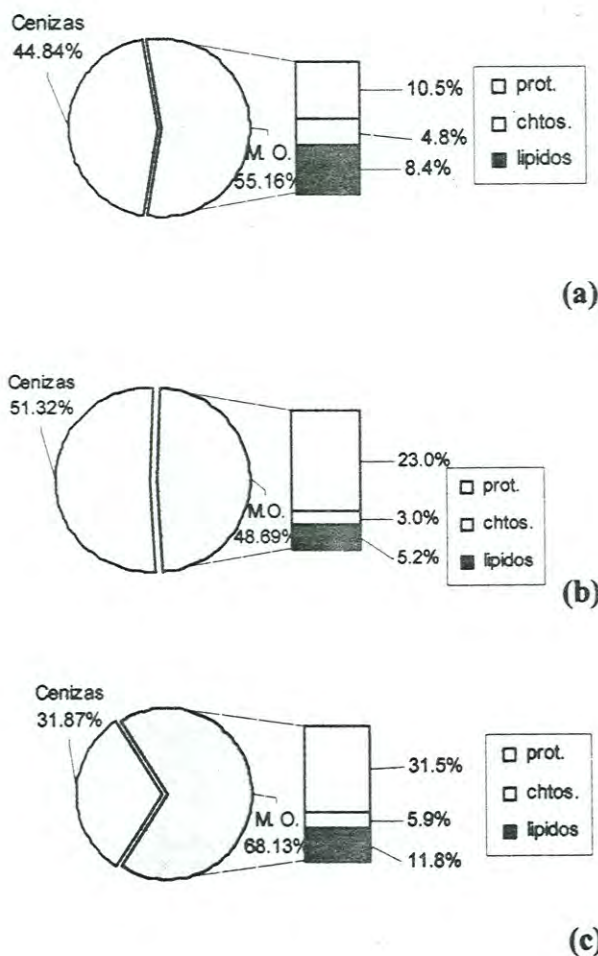 Cenizas
44.84%
M. O.
55.16%
10.5%
4.8%
8.4%
prot.
chtos.
lipidos
(a)
Cenizas
51.32%
M.O.
48.69%
23.0%
3.0%
5.2%
prot.
chtos.
lipidos
(b)
Cenizas
31.87%
M. O.
68.13%
31.5%
5.9%
11.8%
prot.
chtos.
lipidos
(c)